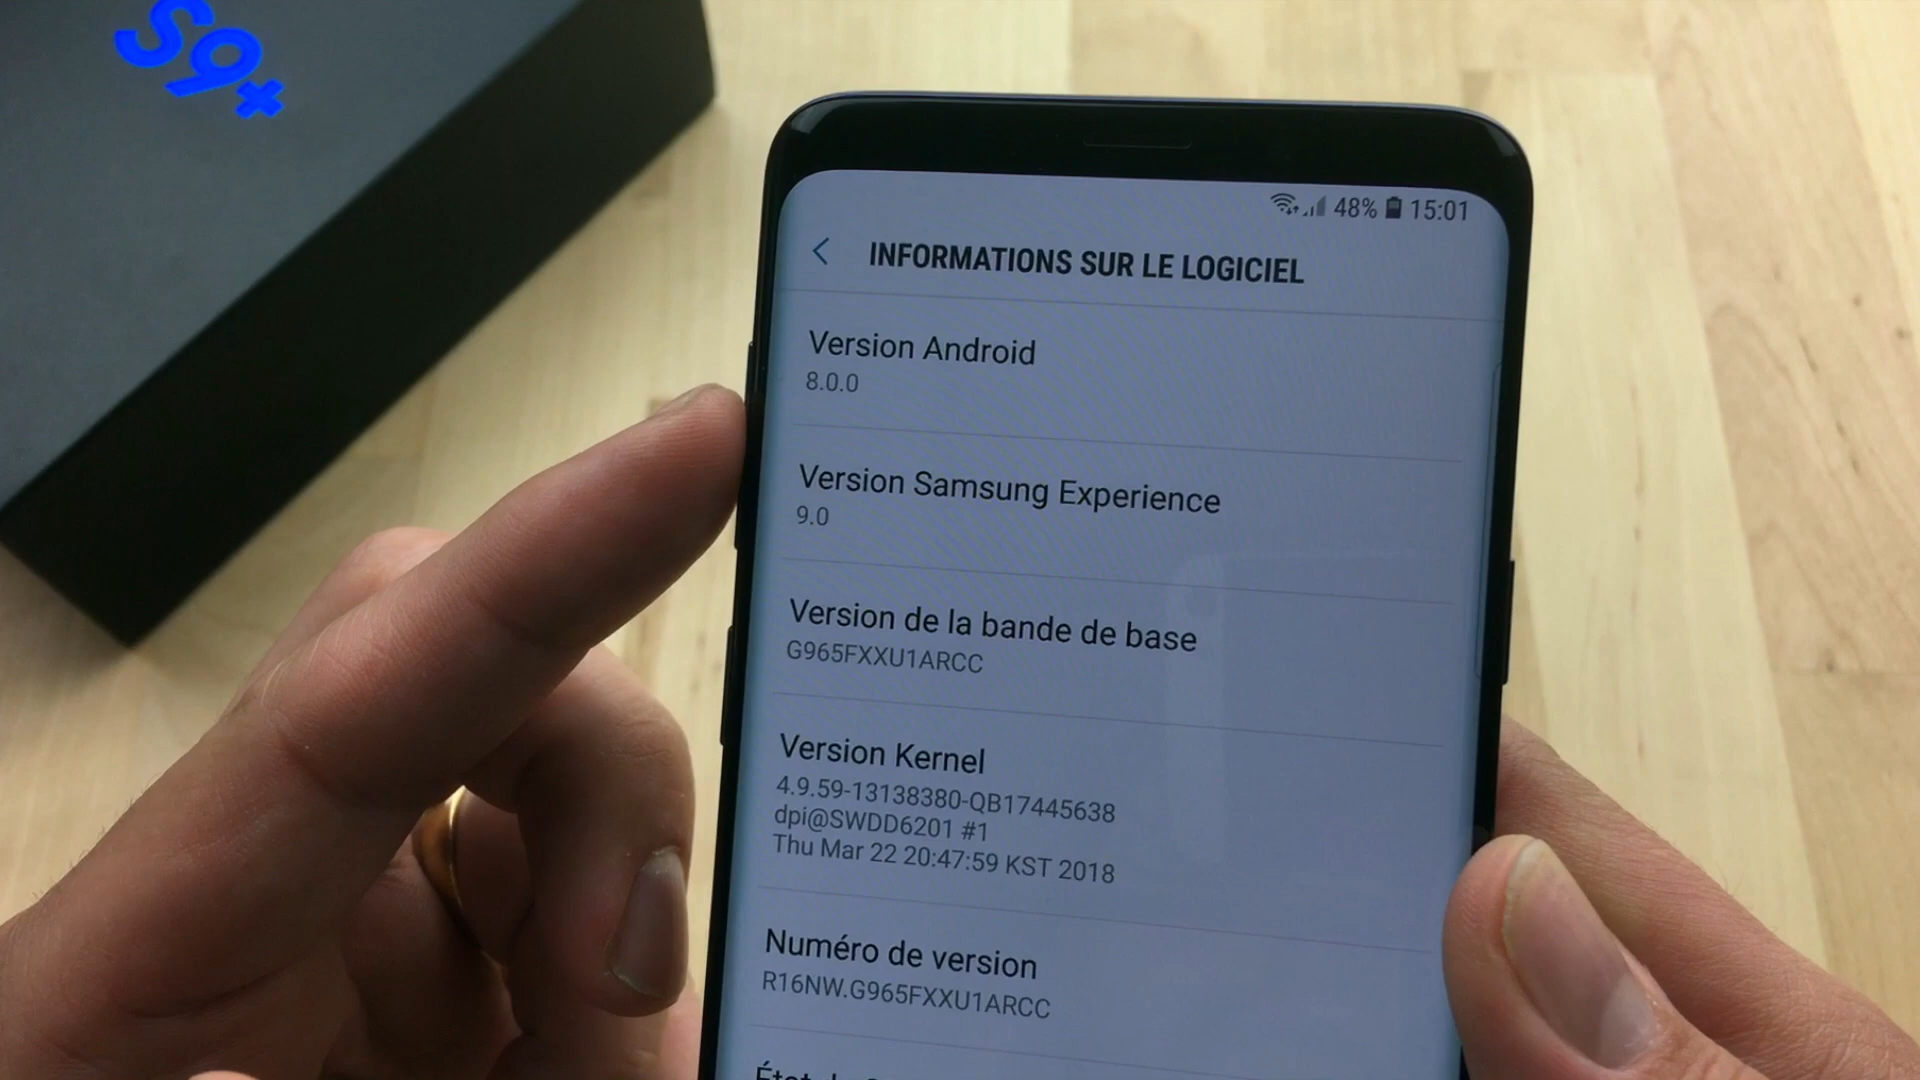 S9+
48% 15:01
INFORMATIONS SUR LE LOGICIEL
Version Android
8.0.0
Version Samsung Experience
9.0
Version de la bande de base
G965FXXU1ARCC
Version Kernel
4.9.59-13138380-QB17445638
dpi@SWDD6201 #1
Thu Mar 22 20:47:59 KST 2018
Numéro de version
R16NW.G965FXXU1ARCC